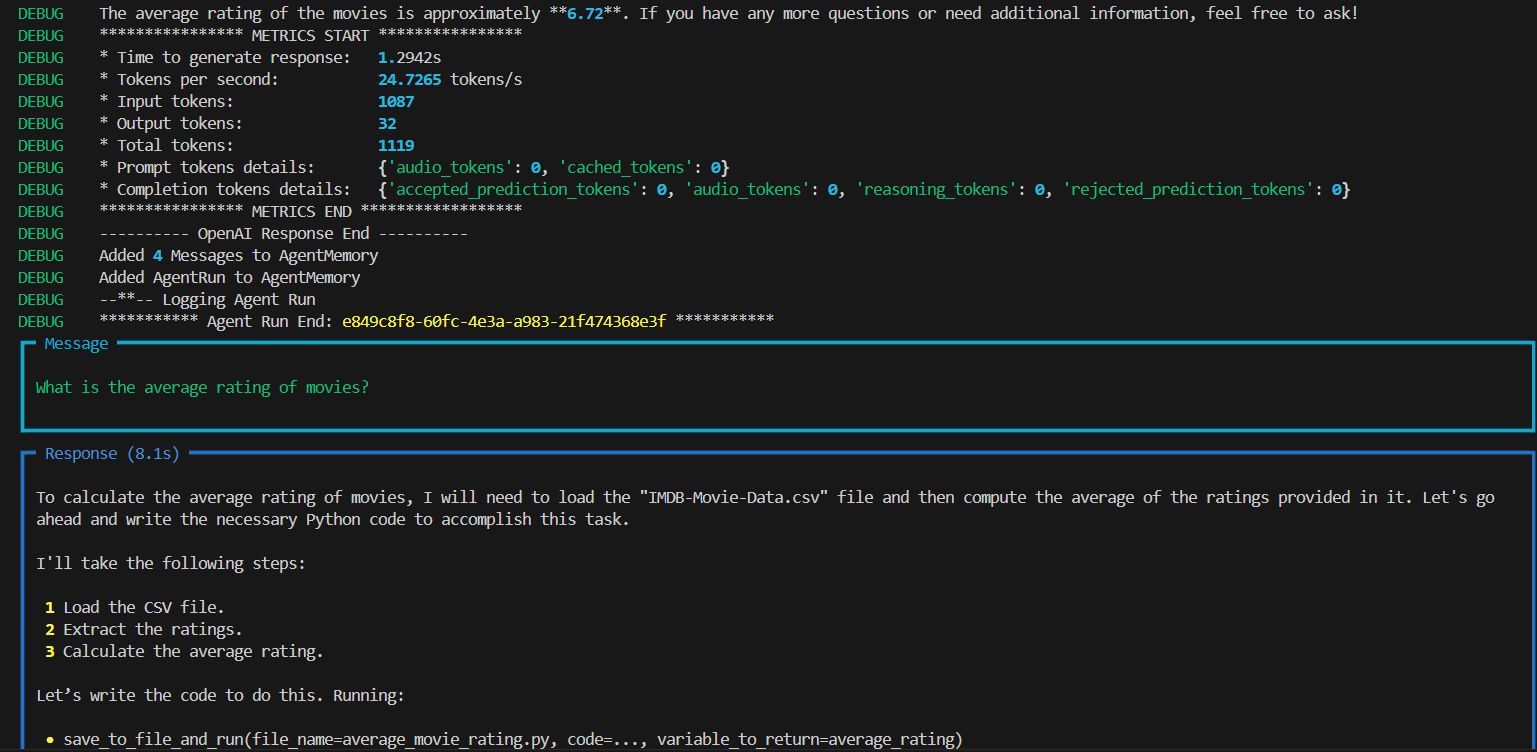 DEBUG The average rating of the movies is approximately **6.72**. If you have any more questions or need additional information, feel free to ask!
DEBUG **************** METRICS START ****************
DEBUG * Time to generate response: 1.2942s
DEBUG * Tokens per second: 24.7265 tokens/s
DEBUG * Input tokens: 1087
DEBUG * Output tokens: 32
DEBUG * Total tokens: 1119
DEBUG * Prompt tokens details: {'audio_tokens': 0, 'cached_tokens': 0}
DEBUG * Completion tokens details: {'accepted_prediction_tokens': 0, 'audio_tokens': 0, 'reasoning_tokens': 0, 'rejected_prediction_tokens': 0}
DEBUG **************** METRICS END ******************
DEBUG ---------- OpenAI Response End ----------
DEBUG Added 4 Messages to AgentMemory
DEBUG Added AgentRun to AgentMemory
DEBUG --**-- Logging Agent Run
DEBUG *********** Agent Run End: e849c8f8-60fc-4e3a-a983-21f474368e3f ***********
Message
What is the average rating of movies?
Response (8.1s)
To calculate the average rating of movies, I will need to load the "IMDB-Movie-Data.csv" file and then compute the average of the ratings provided in it. Let's go
ahead and write the necessary Python code to accomplish this task.
I'll take the following steps:
1 Load the CSV file.
2 Extract the ratings.
3 Calculate the average rating.
Let’s write the code to do this. Running:
• save_to_file_and_run(file_name=average_movie_rating.py, code=..., variable_to_return=average_rating)